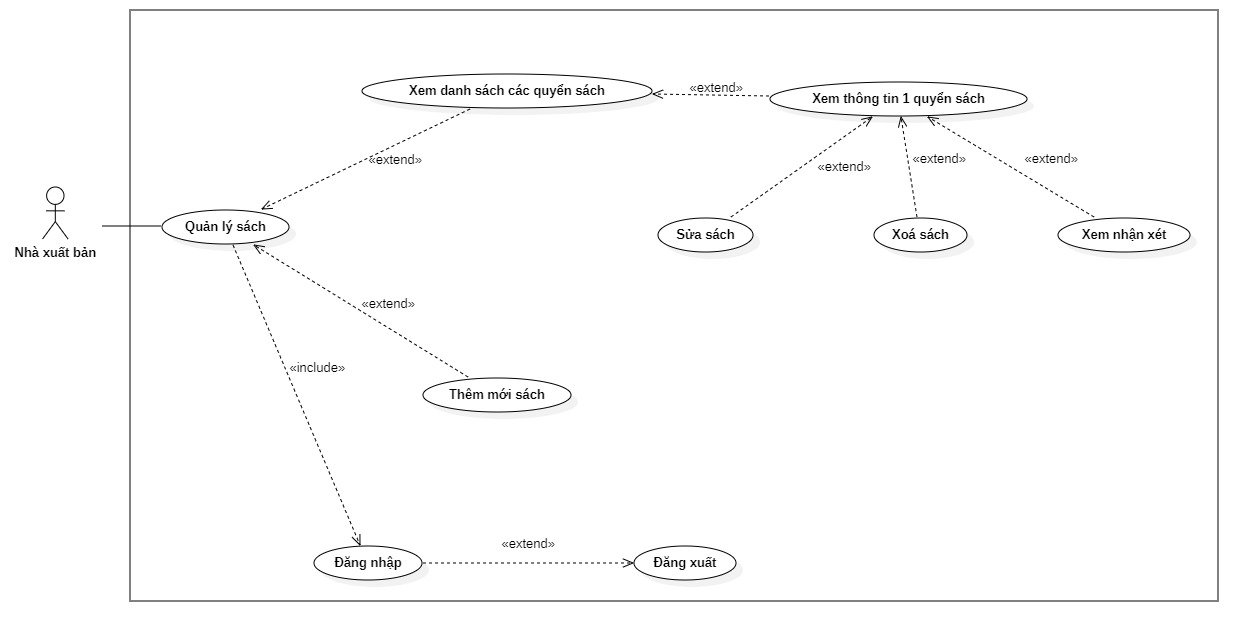 Xem danh sách các quyển sách
«extend»
Xem thông tin 1 quyển sách
«extend»
«extend»
«extend»
«extend»
Nhà xuất bản
Quản lý sách
Sửa sách
Xoá sách
Xem nhận xét
«extend»
«include»
Thêm mới sách
«extend»
Đăng nhập
Đăng xuất